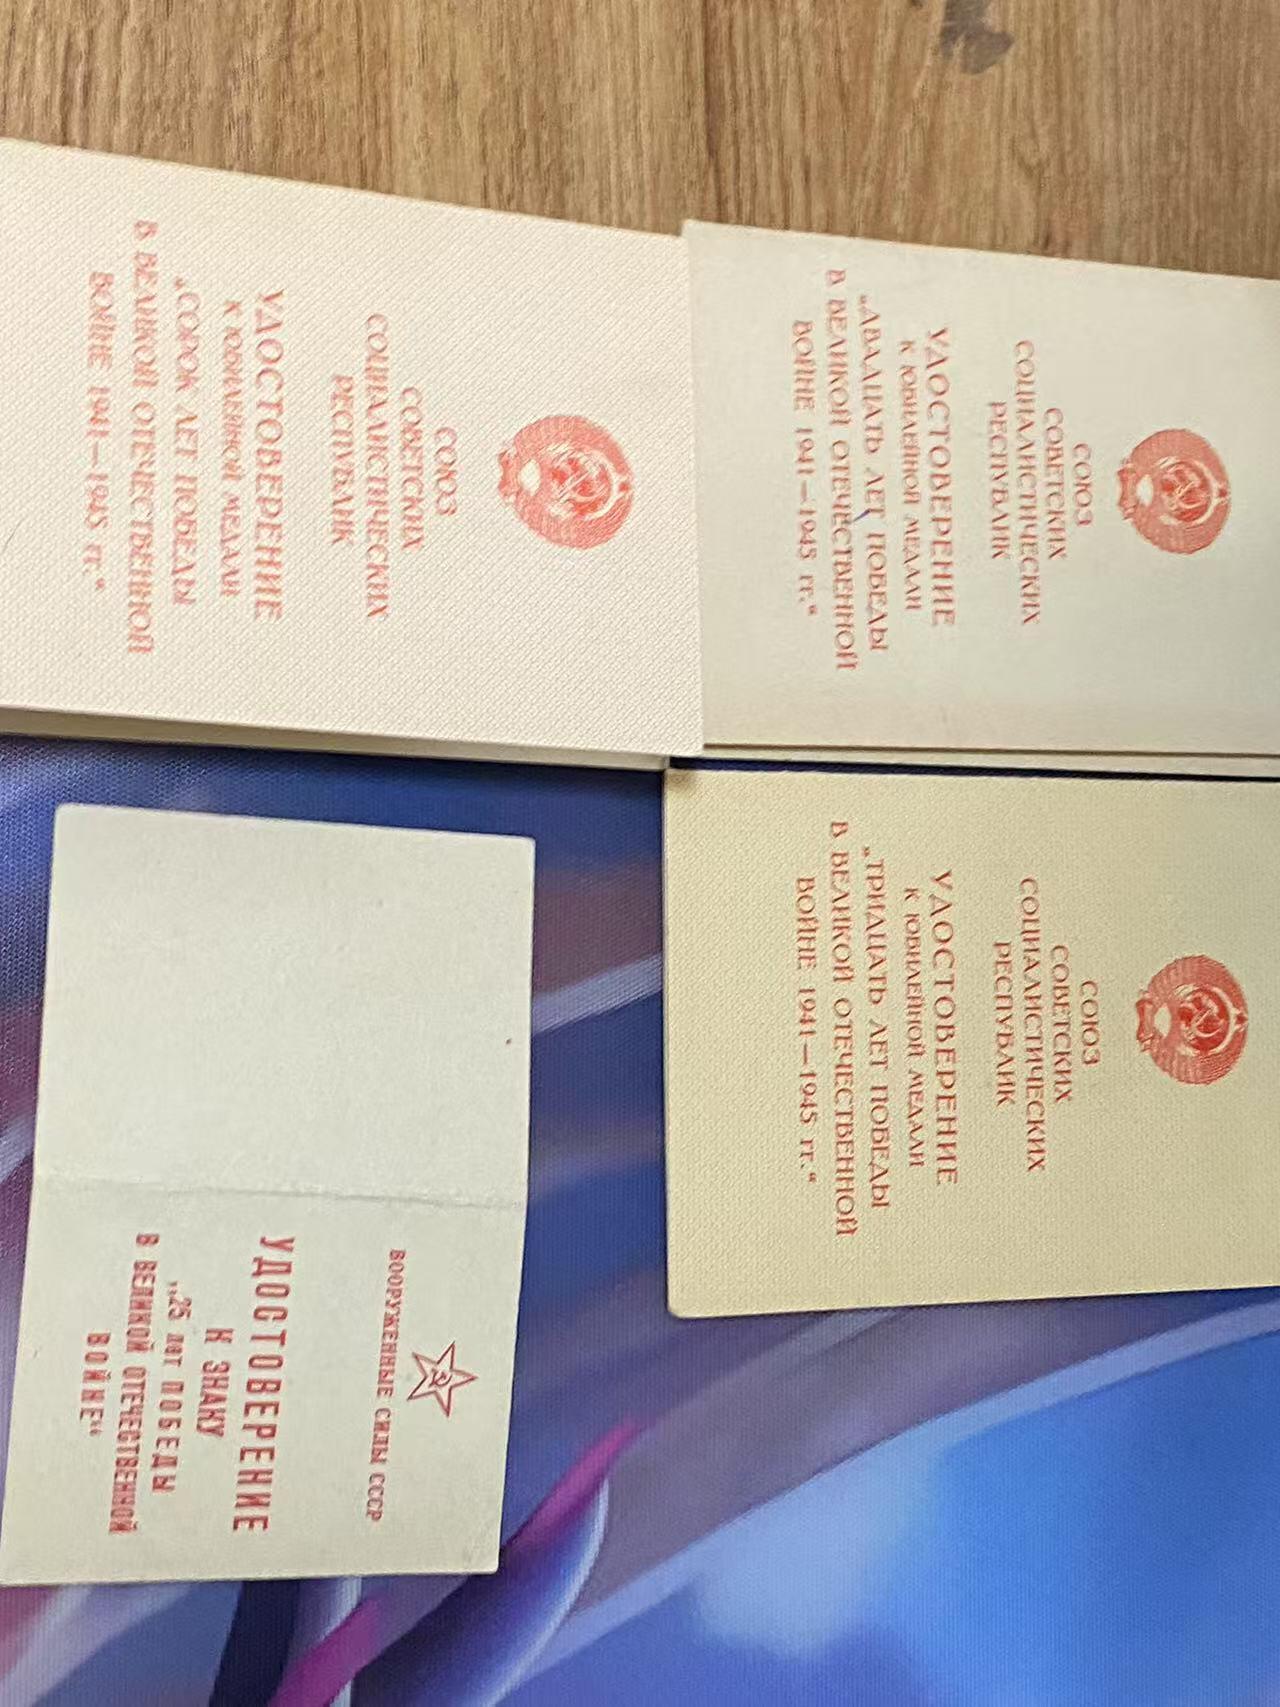 СОЮЗ
СОВЕТСКИХ
СОЦИАЛИСТИЧЕСКИХ
РЕСПУБЛИК
УДОСТОВЕРЕНИЕ
К ЮБИЛЕЙНОЙ МЕДАЛИ
„ДВАДЦАТЬ ЛЕТ ПОБЕДЫ
В ВЕЛИКОЙ ОТЕЧЕСТВЕННОЙ
ВОЙНЕ 1941—1945 гг.“
СОЮЗ
СОВЕТСКИХ
СОЦИАЛИСТИЧЕСКИХ
РЕСПУБЛИК
УДОСТОВЕРЕНИЕ
К ЮБИЛЕЙНОЙ МЕДАЛИ
„ТРИДЦАТЬ ЛЕТ ПОБЕДЫ
В ВЕЛИКОЙ ОТЕЧЕСТВЕННОЙ
ВОЙНЕ 1941—1945 гг.“
СОЮЗ
СОВЕТСКИХ
СОЦИАЛИСТИЧЕСКИХ
РЕСПУБЛИК
УДОСТОВЕРЕНИЕ
К ЮБИЛЕЙНОЙ МЕДАЛИ
„СОРОК ЛЕТ ПОБЕДЫ
В ВЕЛИКОЙ ОТЕЧЕСТВЕННОЙ
ВОЙНЕ 1941—1945 гг.“
ВООРУЖЕННЫЕ СИЛЫ СССР
УДОСТОВЕРЕНИЕ
К ЗНАКУ
„25 лет ПОБЕДЫ
В ВЕЛИКОЙ ОТЕЧЕСТВЕННОЙ
ВОЙНЕ“